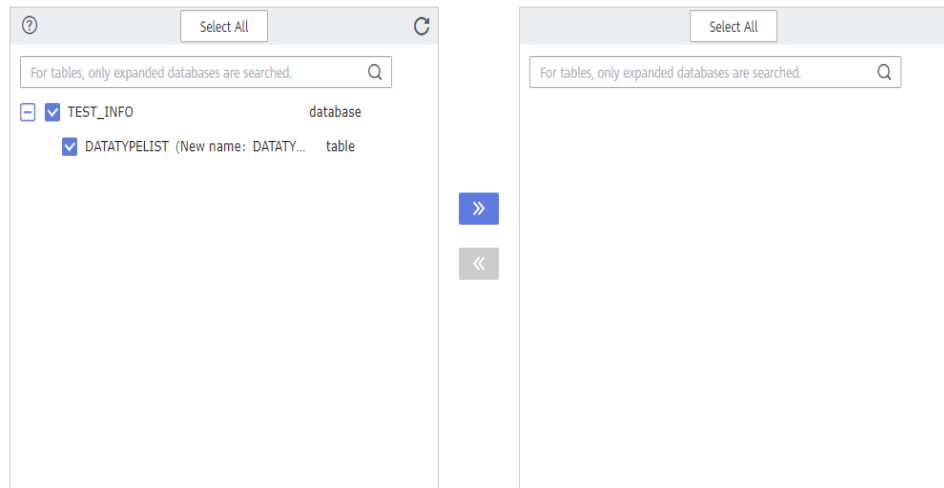 Select All
For tables, only expanded databases are searched.
TEST_INFO database
DATATYPELIST (New name: DATATY... table
Select All
For tables, only expanded databases are searched.